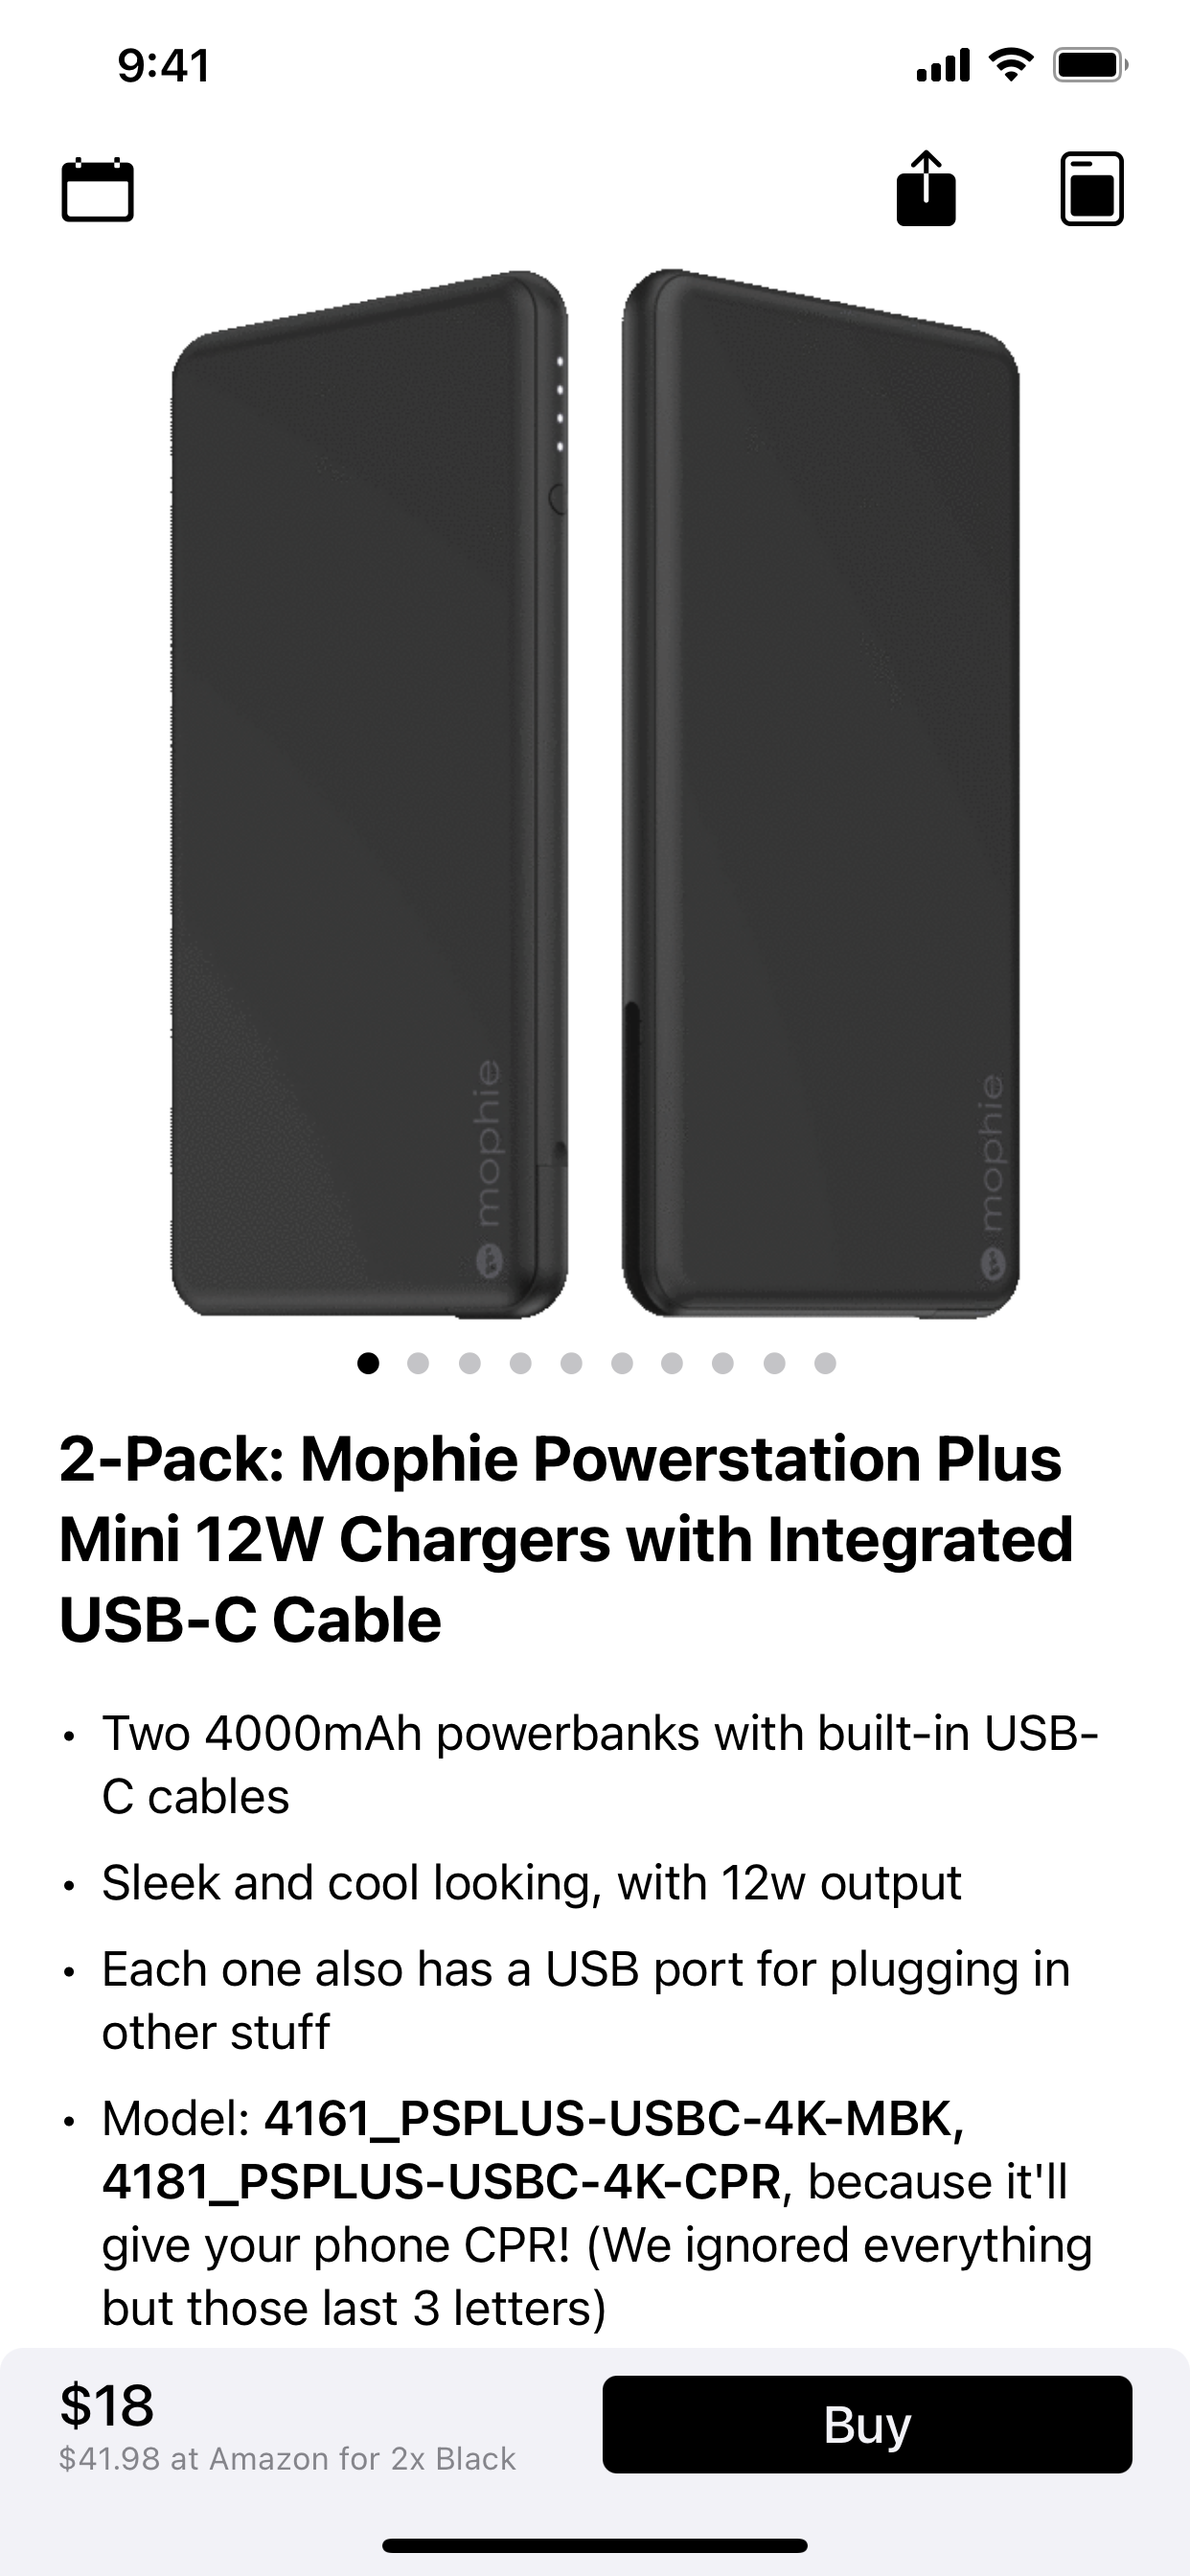 9:41
mophie
mophie
2-Pack: Mophie Powerstation Plus
Mini 12W Chargers with Integrated
USB-C Cable
• Two 4000mAh powerbanks with built-in USB-
C cables
• Sleek and cool looking, with 12w output
• Each one also has a USB port for plugging in
other stuff
• Model: 4161_PSPLUS-USBC-4K-MBK,
4181_PSPLUS-USBC-4K-CPR, because it'll
give your phone CPR! (We ignored everything
but those last 3 letters)
$18
$41.98 at Amazon for 2x Black
Buy